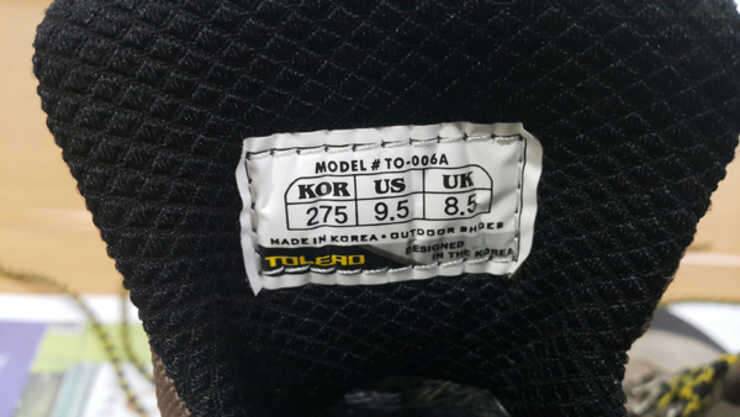 MODEL # TO-006A
KOR US UK
275 9.5 8.5
MADE IN KOREA • OUTDOOR SHOES
TOLERO DESIGNED
IN THE KOREA